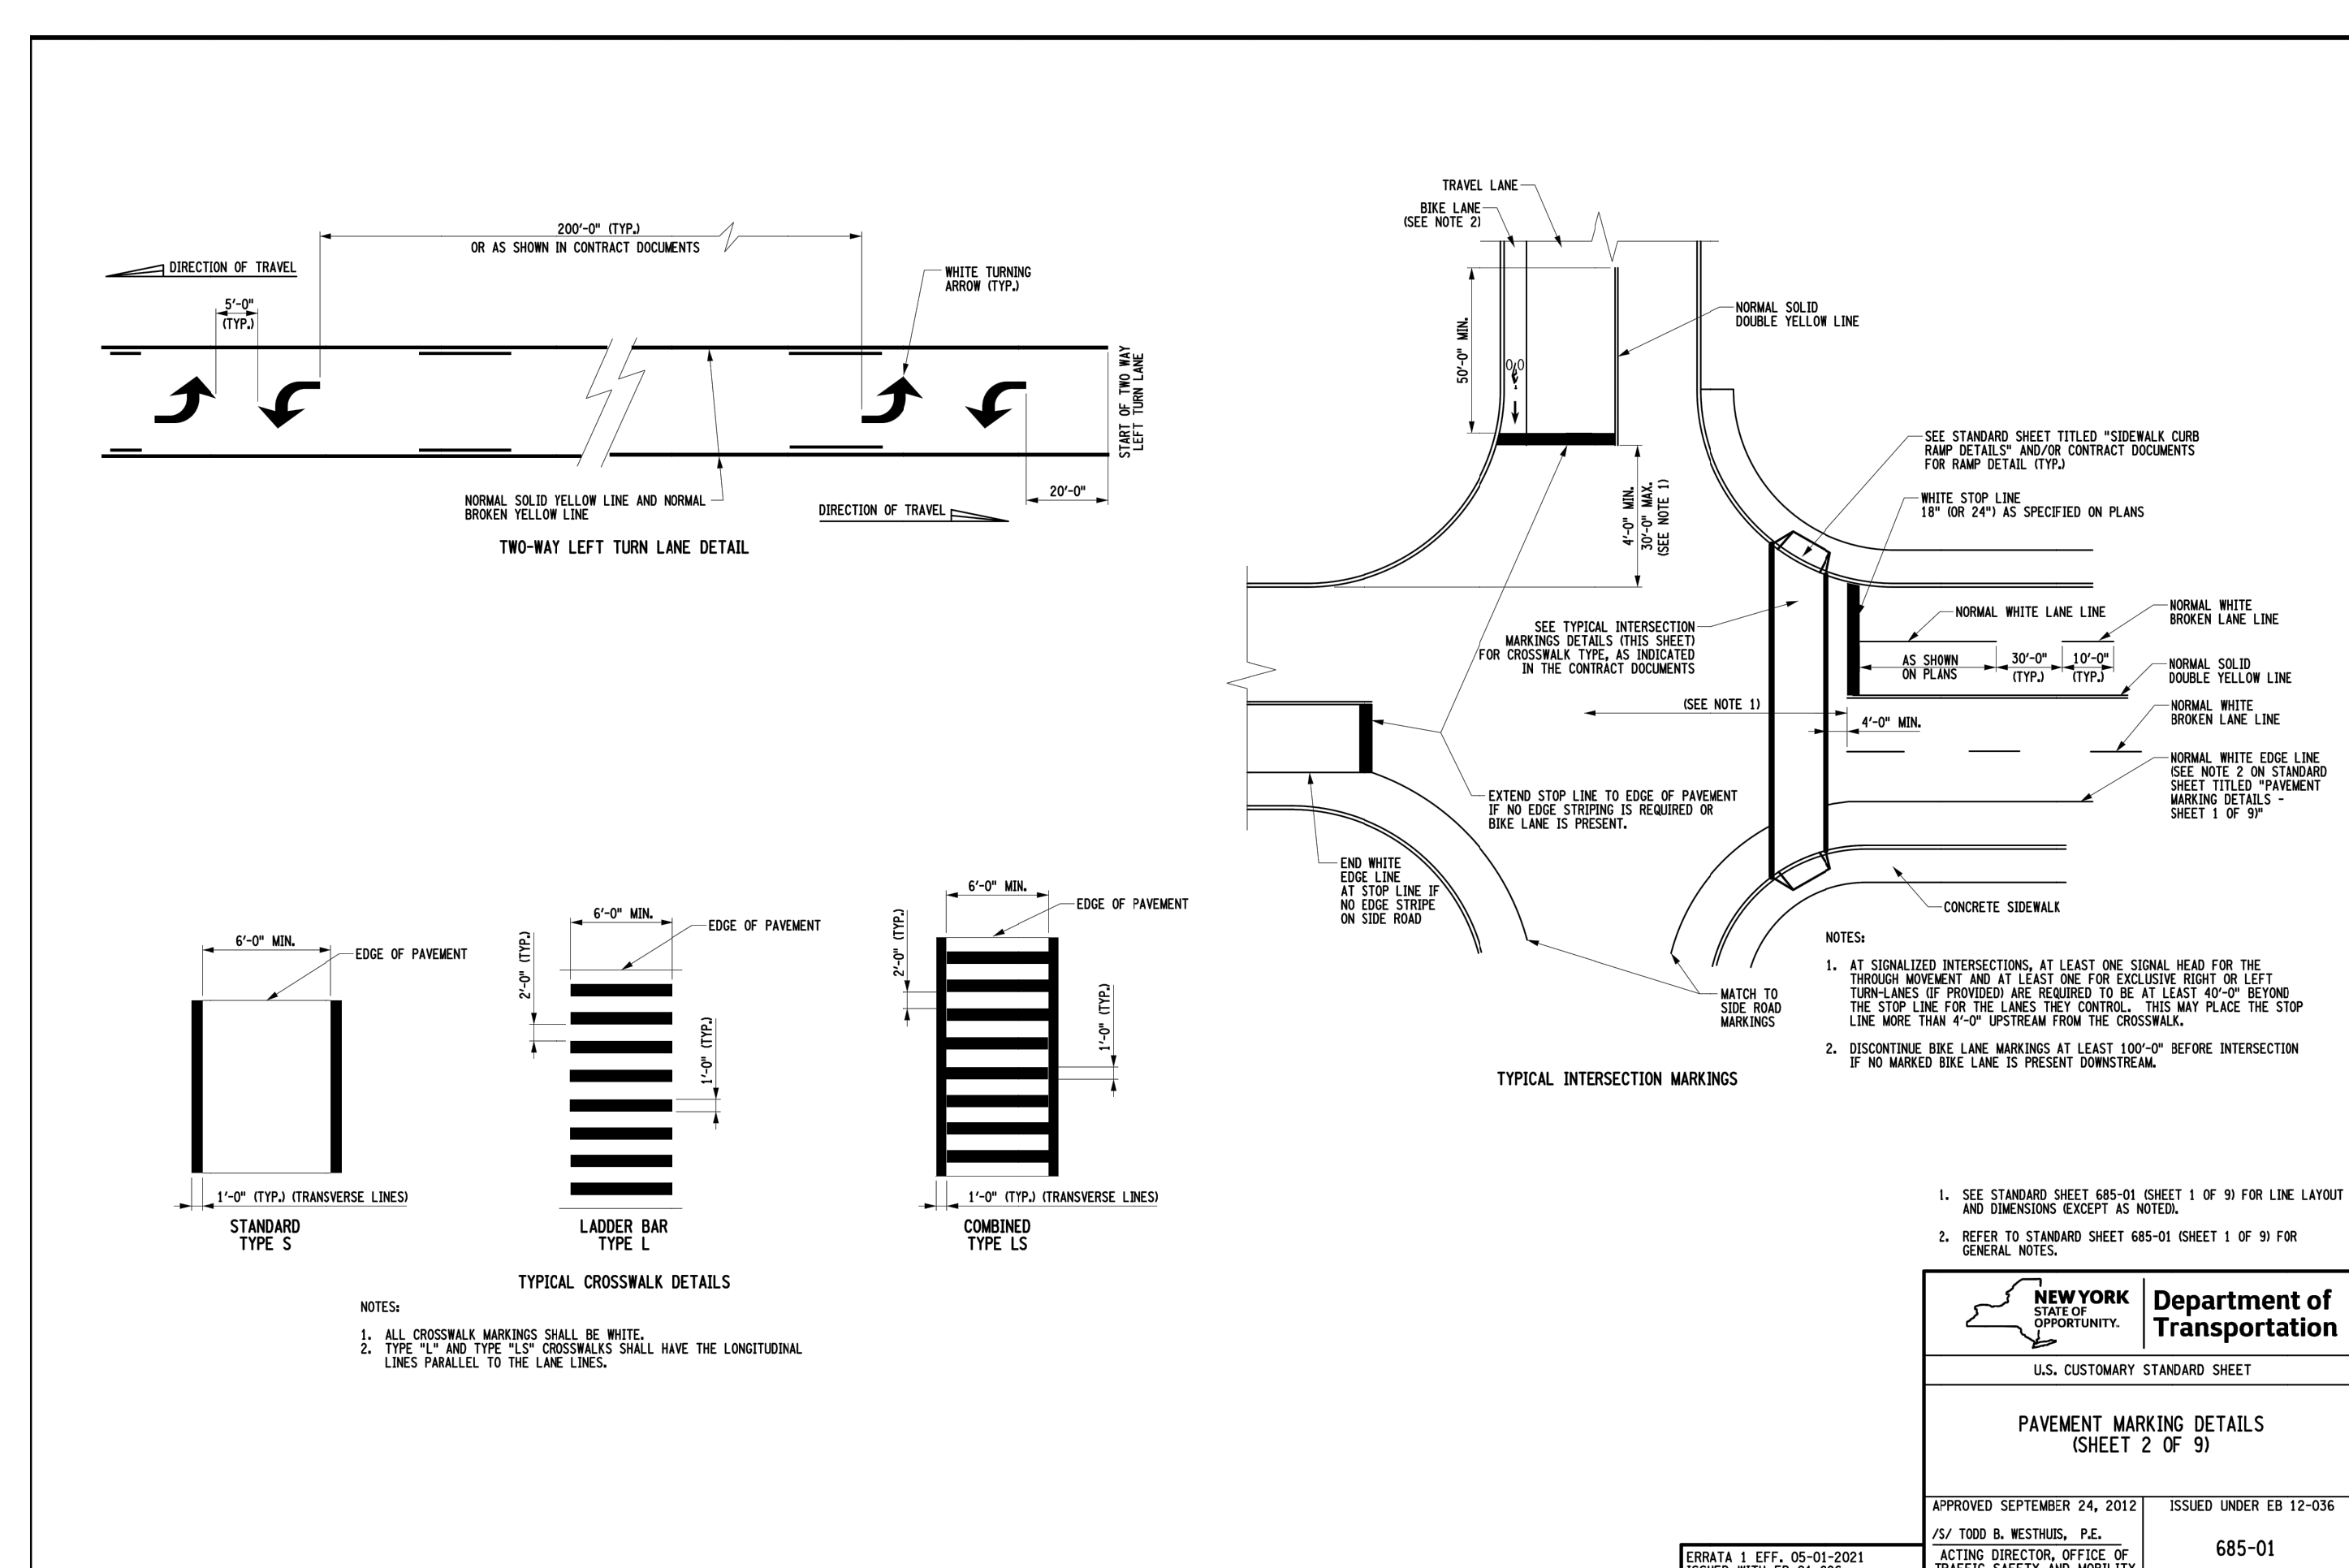 200'-0" (TYP.)
OR AS SHOWN IN CONTRACT DOCUMENTS
DIRECTION OF TRAVEL
5'-0"
(TYP.)
WHITE TURNING
ARROW (TYP.)
START OF TWO WAY
LEFT TURN LANE
20'-0"
NORMAL SOLID YELLOW LINE AND NORMAL
BROKEN YELLOW LINE
DIRECTION OF TRAVEL
TWO-WAY LEFT TURN LANE DETAIL
TRAVEL LANE
BIKE LANE
(SEE NOTE 2)
50'-0" MIN.
NORMAL SOLID
DOUBLE YELLOW LINE
4'-0" MIN.
30'-0" MAX.
(SEE NOTE 1)
SEE STANDARD SHEET TITLED "SIDEWALK CURB
RAMP DETAILS" AND/OR CONTRACT DOCUMENTS
FOR RAMP DETAIL (TYP.)
WHITE STOP LINE
18" (OR 24") AS SPECIFIED ON PLANS
SEE TYPICAL INTERSECTION
MARKINGS DETAILS (THIS SHEET)
FOR CROSSWALK TYPE, AS INDICATED
IN THE CONTRACT DOCUMENTS
NORMAL WHITE LANE LINE
NORMAL WHITE
BROKEN LANE LINE
AS SHOWN
ON PLANS
30'-0"
(TYP.)
10'-0"
(TYP.)
NORMAL SOLID
DOUBLE YELLOW LINE
(SEE NOTE 1)
4'-0" MIN.
NORMAL WHITE
BROKEN LANE LINE
NORMAL WHITE EDGE LINE
(SEE NOTE 2 ON STANDARD
SHEET TITLED "PAVEMENT
MARKING DETAILS -
SHEET 1 OF 9)"
EXTEND STOP LINE TO EDGE OF PAVEMENT
IF NO EDGE STRIPING IS REQUIRED OR
BIKE LANE IS PRESENT.
END WHITE
EDGE LINE
AT STOP LINE IF
NO EDGE STRIPE
ON SIDE ROAD
CONCRETE SIDEWALK
MATCH TO
SIDE ROAD
MARKINGS
TYPICAL INTERSECTION MARKINGS
NOTES:
1. AT SIGNALIZED INTERSECTIONS, AT LEAST ONE SIGNAL HEAD FOR THE
THROUGH MOVEMENT AND AT LEAST ONE FOR EXCLUSIVE RIGHT OR LEFT
TURN-LANES (IF PROVIDED) ARE REQUIRED TO BE AT LEAST 40'-0" BEYOND
THE STOP LINE FOR THE LANES THEY CONTROL. THIS MAY PLACE THE STOP
LINE MORE THAN 4'-0" UPSTREAM FROM THE CROSSWALK.
2. DISCONTINUE BIKE LANE MARKINGS AT LEAST 100'-0" BEFORE INTERSECTION
IF NO MARKED BIKE LANE IS PRESENT DOWNSTREAM.
6'-0" MIN.
EDGE OF PAVEMENT
1'-0" (TYP.) (TRANSVERSE LINES)
STANDARD
TYPE S
6'-0" MIN.
EDGE OF PAVEMENT
2'-0" (TYP.)
1'-0" (TYP.)
LADDER BAR
TYPE L
6'-0" MIN.
EDGE OF PAVEMENT
2'-0" (TYP.)
1'-0" (TYP.)
1'-0" (TYP.) (TRANSVERSE LINES)
COMBINED
TYPE LS
TYPICAL CROSSWALK DETAILS
NOTES:
1. ALL CROSSWALK MARKINGS SHALL BE WHITE.
2. TYPE "L" AND TYPE "LS" CROSSWALKS SHALL HAVE THE LONGITUDINAL
LINES PARALLEL TO THE LANE LINES.
1. SEE STANDARD SHEET 685-01 (SHEET 1 OF 9) FOR LINE LAYOUT
AND DIMENSIONS (EXCEPT AS NOTED).
2. REFER TO STANDARD SHEET 685-01 (SHEET 1 OF 9) FOR
GENERAL NOTES.
NEW YORK
STATE OF
OPPORTUNITY.
Department of
Transportation
U.S. CUSTOMARY STANDARD SHEET
PAVEMENT MARKING DETAILS
(SHEET 2 OF 9)
APPROVED SEPTEMBER 24, 2012
ISSUED UNDER EB 12-036
/S/ TODD B. WESTHUIS, P.E.
ACTING DIRECTOR, OFFICE OF
TRAFFIC SAFETY AND MOBILITY
685-01
ERRATA 1 EFF. 05-01-2021